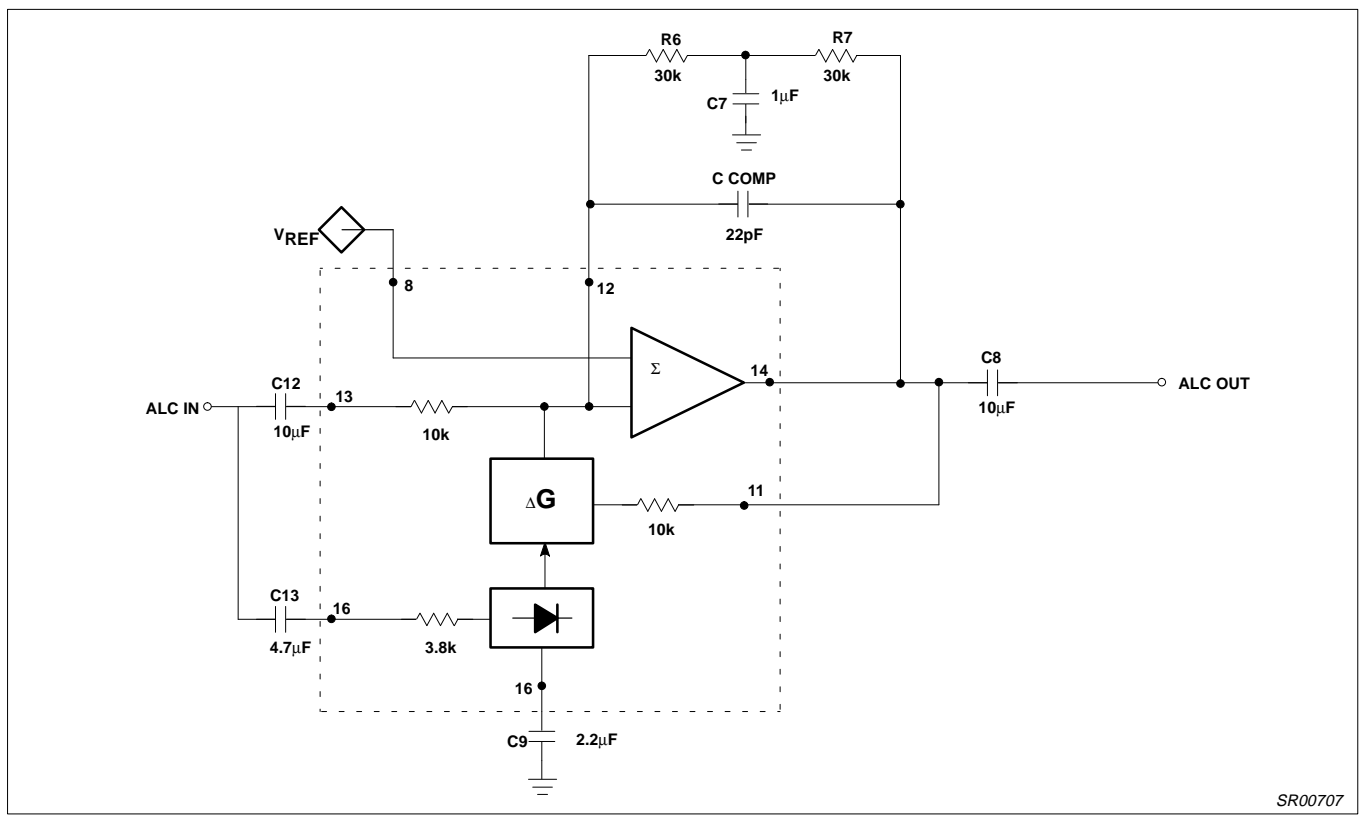 R6
30k
R7
30k
C7
1μF
C COMP
22pF
VREF
8
12
Σ
14
C8
10μF
ALC OUT
ALC IN
C12
10μF
13
10k
ΔG
10k
11
C13
4.7μF
16
3.8k
16
C9
2.2μF
SR00707